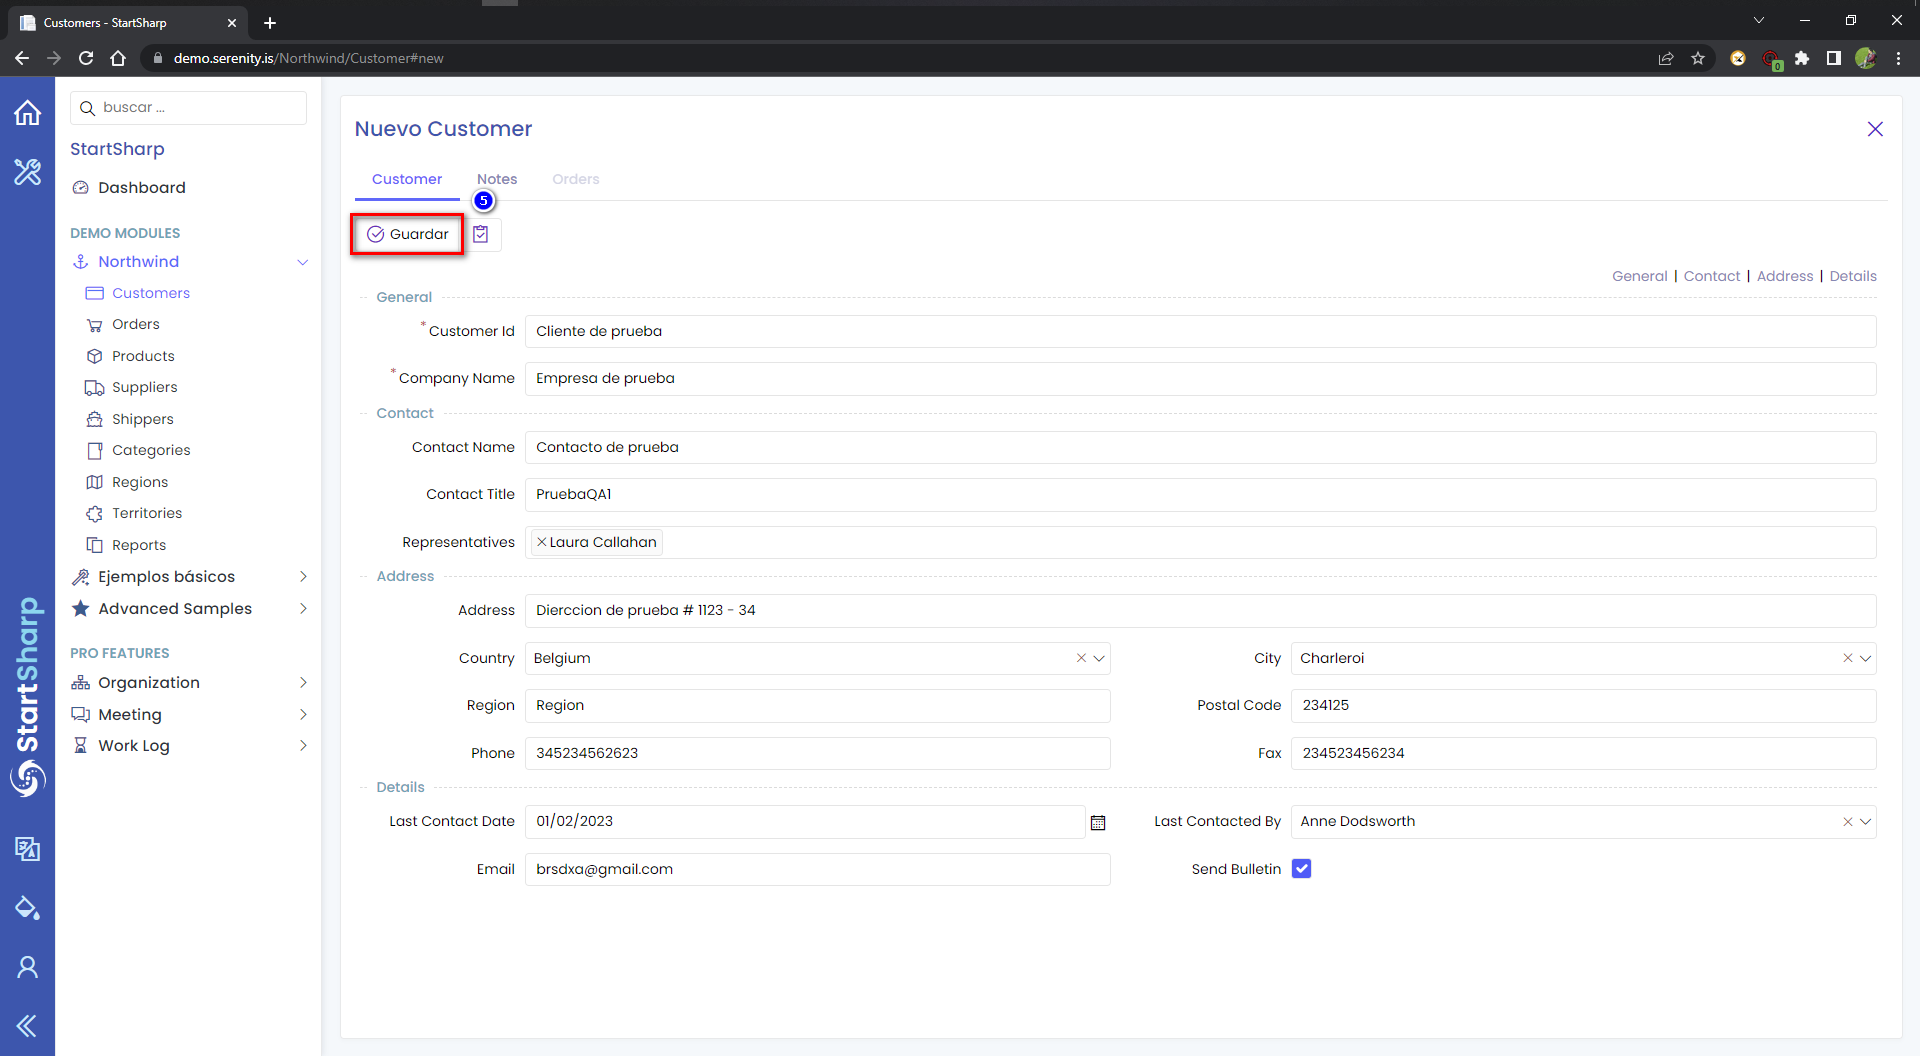 Customers - StartSharp
demo.serenity.is/Northwind/Customer#new
0
buscar ...
StartSharp
Dashboard
DEMO MODULES
Northwind
Customers
Orders
Products
Suppliers
Shippers
Categories
Regions
Territories
Reports
Ejemplos básicos
Advanced Samples
PRO FEATURES
Organization
Meeting
Work Log
StartSharp
Nuevo Customer
Customer Notes Orders
5
Guardar
General | Contact | Address | Details
General
* Customer Id Cliente de prueba
* Company Name Empresa de prueba
Contact
Contact Name Contacto de prueba
Contact Title PruebaQA1
Representatives Laura Callahan
Address
Address Dierccion de prueba # 1123 - 34
Country Belgium City Charleroi
Region Region Postal Code 234125
Phone 345234562623 Fax 234523456234
Details
Last Contact Date 01/02/2023 Last Contacted By Anne Dodsworth
Email brsdxa@gmail.com Send Bulletin